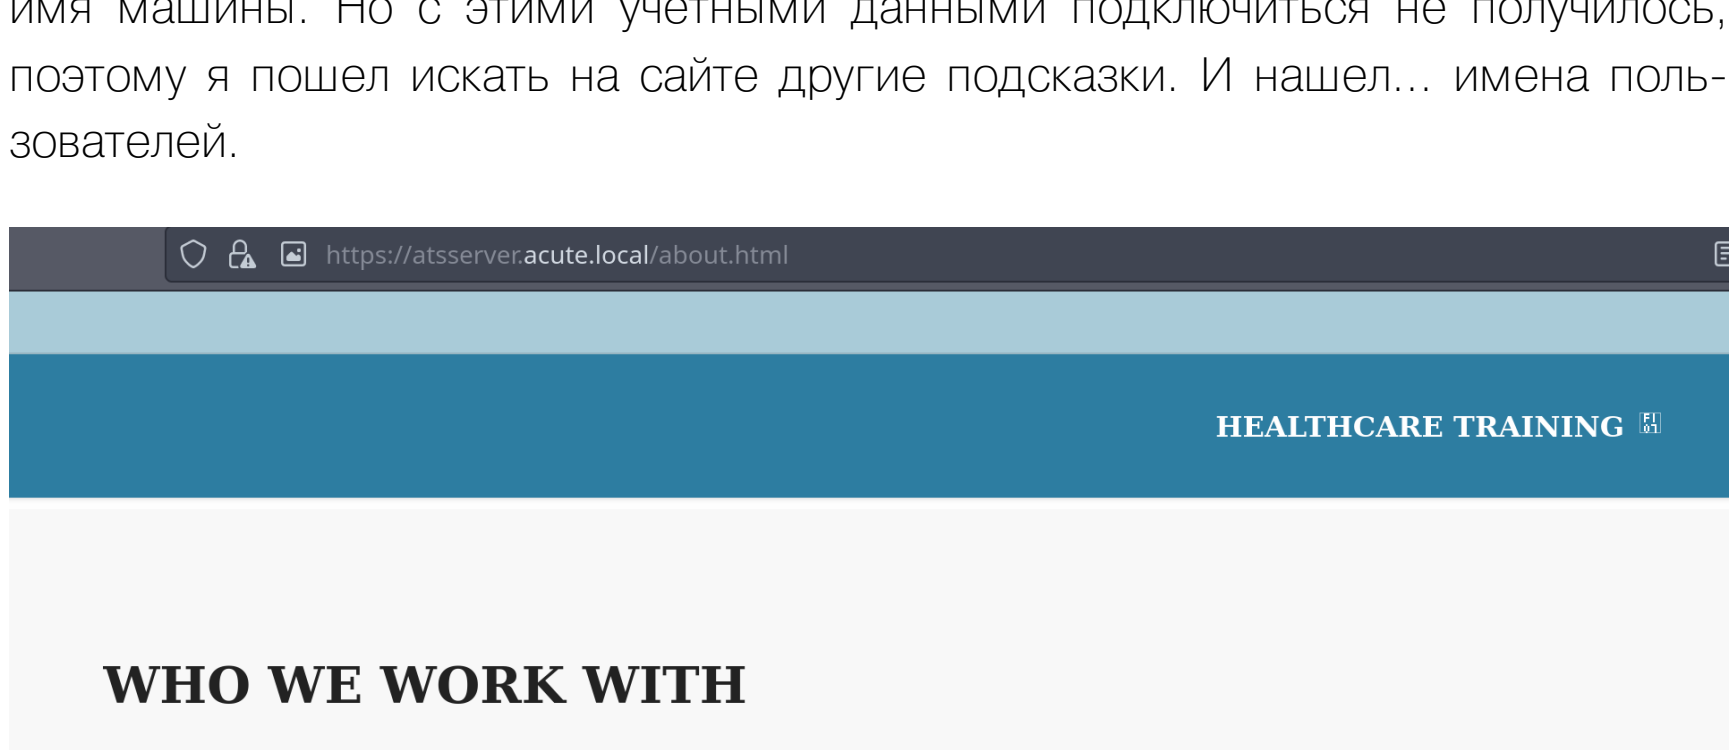 имя машины. Но с этими учетными данными подключиться не получилось,
поэтому я пошел искать на сайте другие подсказки. И нашел... имена поль-
зователей.
https://atsserver.acute.local/about.html
HEALTHCARE TRAINING
WHO WE WORK WITH